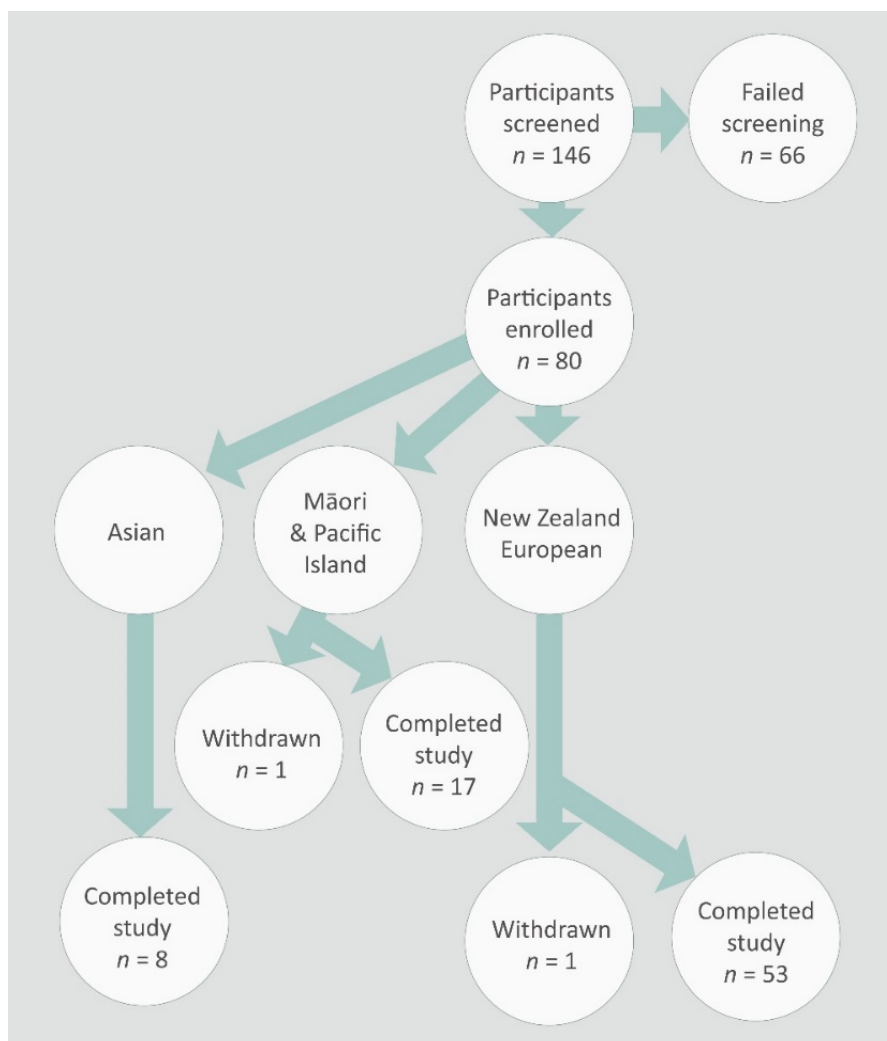 Participants
screened
n = 146
Failed
screening
n = 66
Participants
enrolled
n = 80
Asian
Māori
& Pacific
Island
New Zealand
European
Withdrawn
n = 1
Completed
study
n = 17
Completed
study
n = 8
Withdrawn
n = 1
Completed
study
n = 53